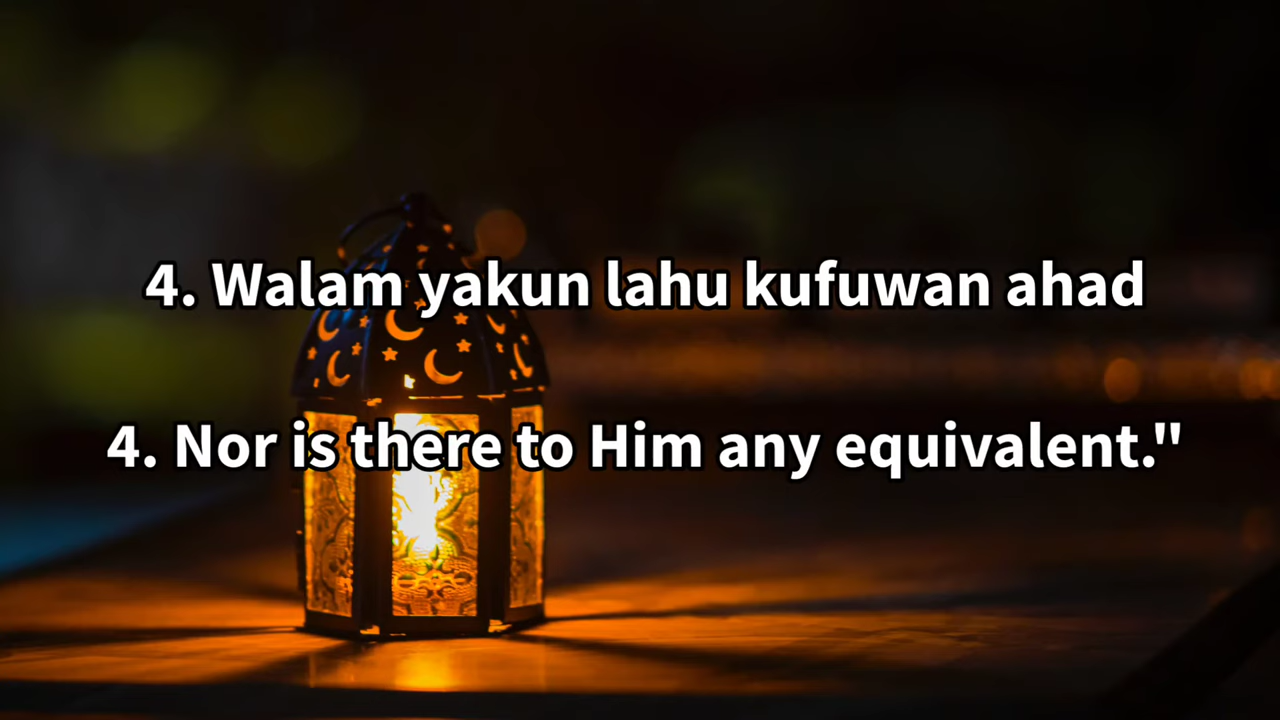 4. Walam yakun lahu kufuwan ahad
4. Nor is there to Him any equivalent."